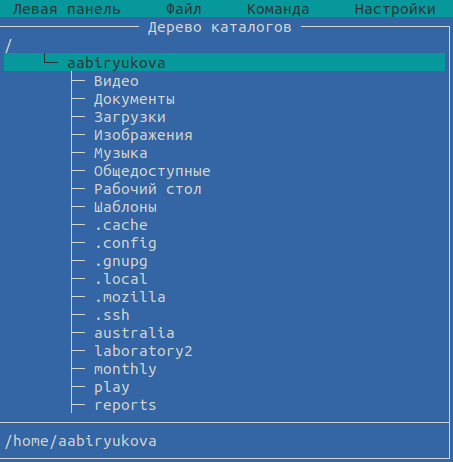 Левая панель Файл Команда Настройки
Дерево каталогов
/
aabiryukova
Видео
Документы
Загрузки
Изображения
Музыка
Общедоступные
Рабочий стол
Шаблоны
.cache
.config
.gnupg
.local
.mozilla
.ssh
australia
laboratory2
monthly
play
reports
/home/aabiryukova